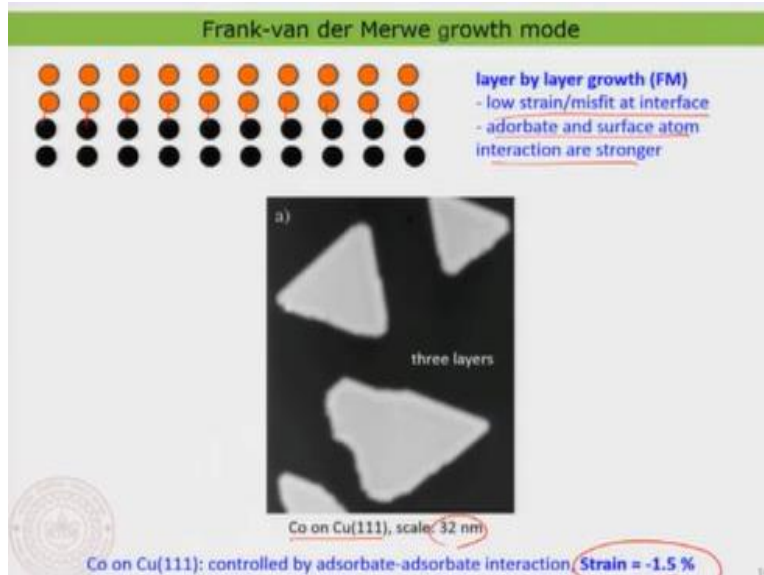 Frank-van der Merwe growth mode
layer by layer growth (FM)
- low strain/misfit at interface
- adorbate and surface atom
interaction are stronger
a)
three layers
Co on Cu(111), scale: 32 nm
Co on Cu(111): controlled by adsorbate-adsorbate interaction, Strain = -1.5 %